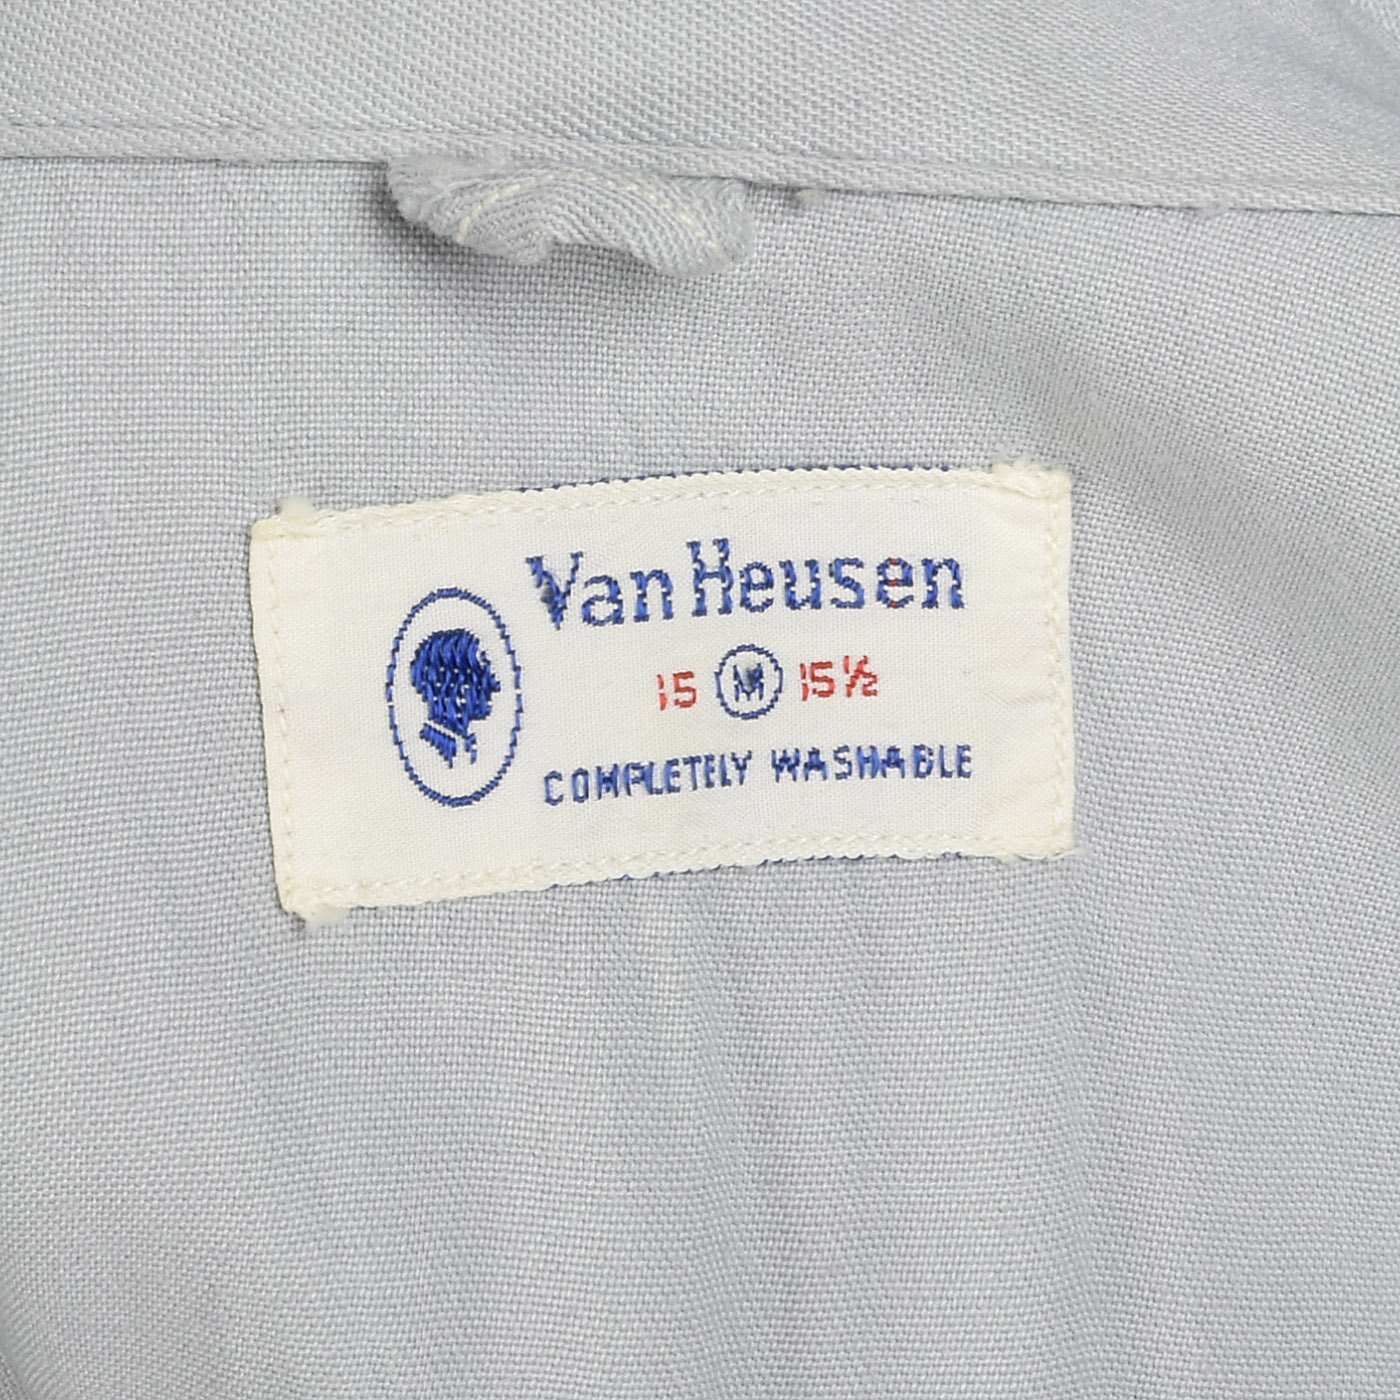 Van Heusen
15 M 15½
COMPLETELY WASHABLE